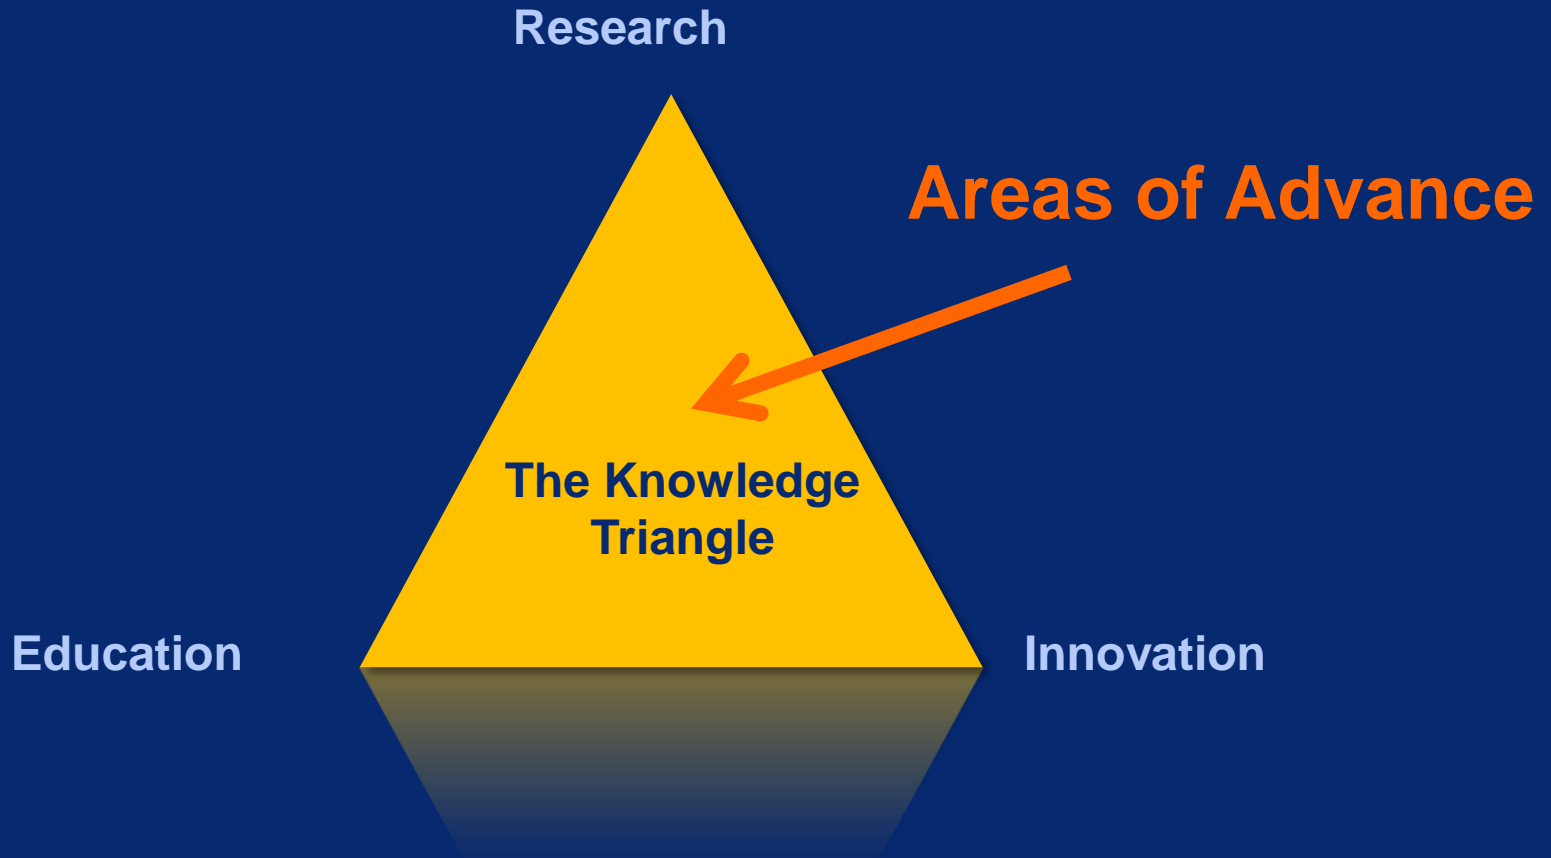 Research
Areas of Advance
The Knowledge
Triangle
Education
Innovation